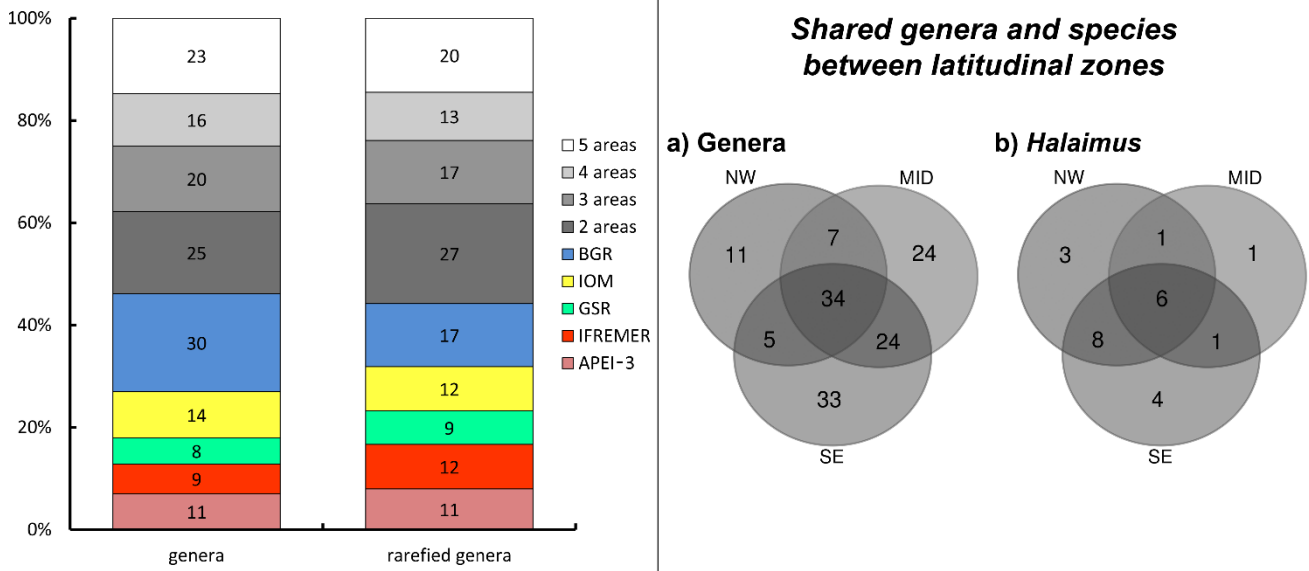 100%
80%
60%
40%
20%
0%
23
16
20
25
30
14
8
9
11
genera
20
13
17
27
17
12
9
12
11
rarefied genera
5 areas
4 areas
3 areas
2 areas
BGR
IOM
GSR
IFREMER
APEI-3
Shared genera and species
between latitudinal zones
a) Genera
NW
MID
11
7
24
34
5
24
33
SE
b) Halaimus
NW
MID
3
1
1
6
8
1
4
SE